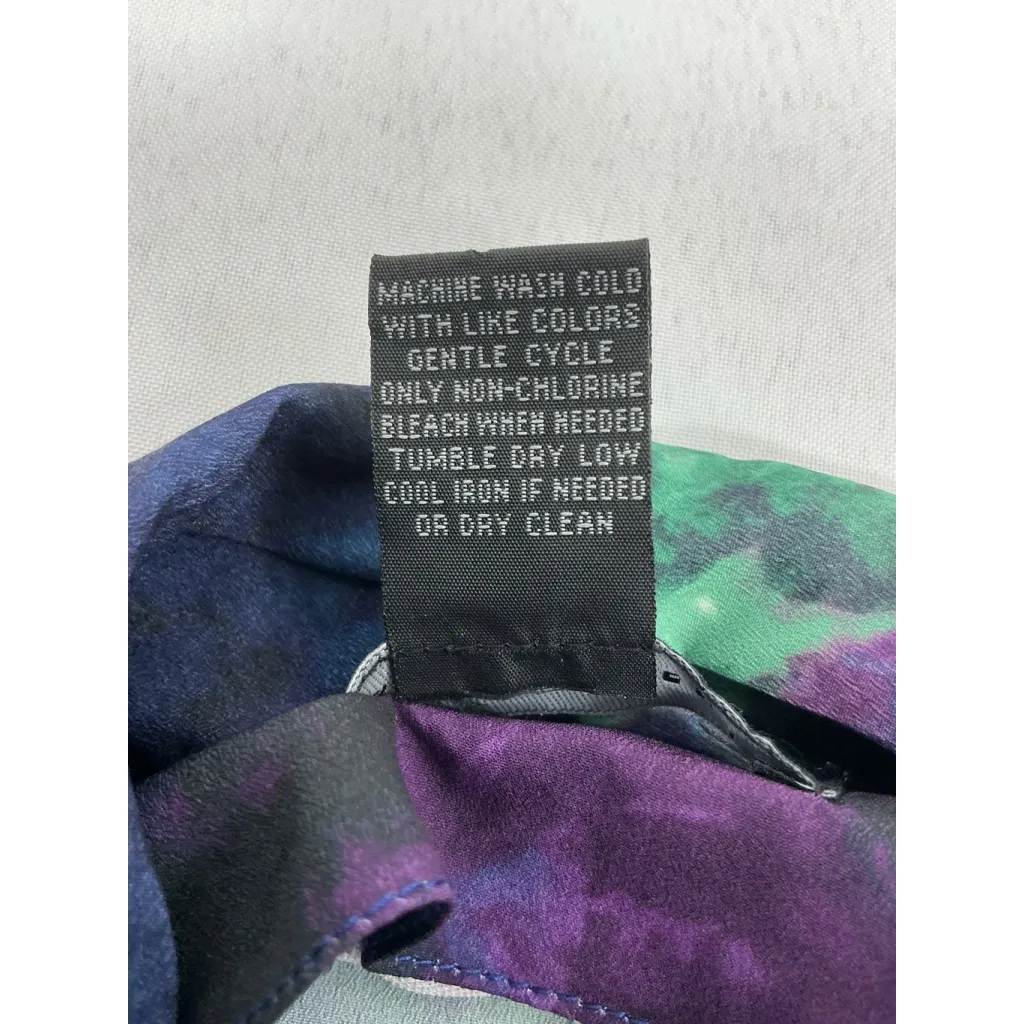 MACHINE WASH COLD
WITH LIKE COLORS
GENTLE CYCLE
ONLY NON-CHLORINE
BLEACH WHEN NEEDED
TUMBLE DRY LOW
COOL IRON IF NEEDED
OR DRY CLEAN